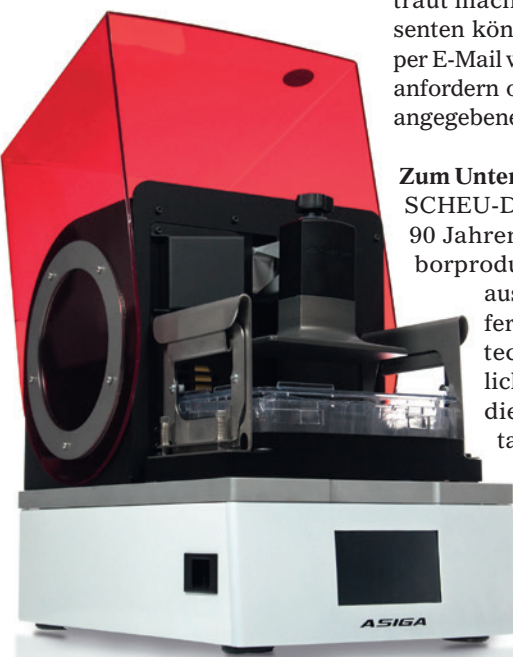 traut mach
senten kön
per E-Mail v
anfordern o
angegebene
Zum Unter
SCHEU-D
90 Jahren
borprodu
aus
fer
tec
lich
die
ta
ASIGA